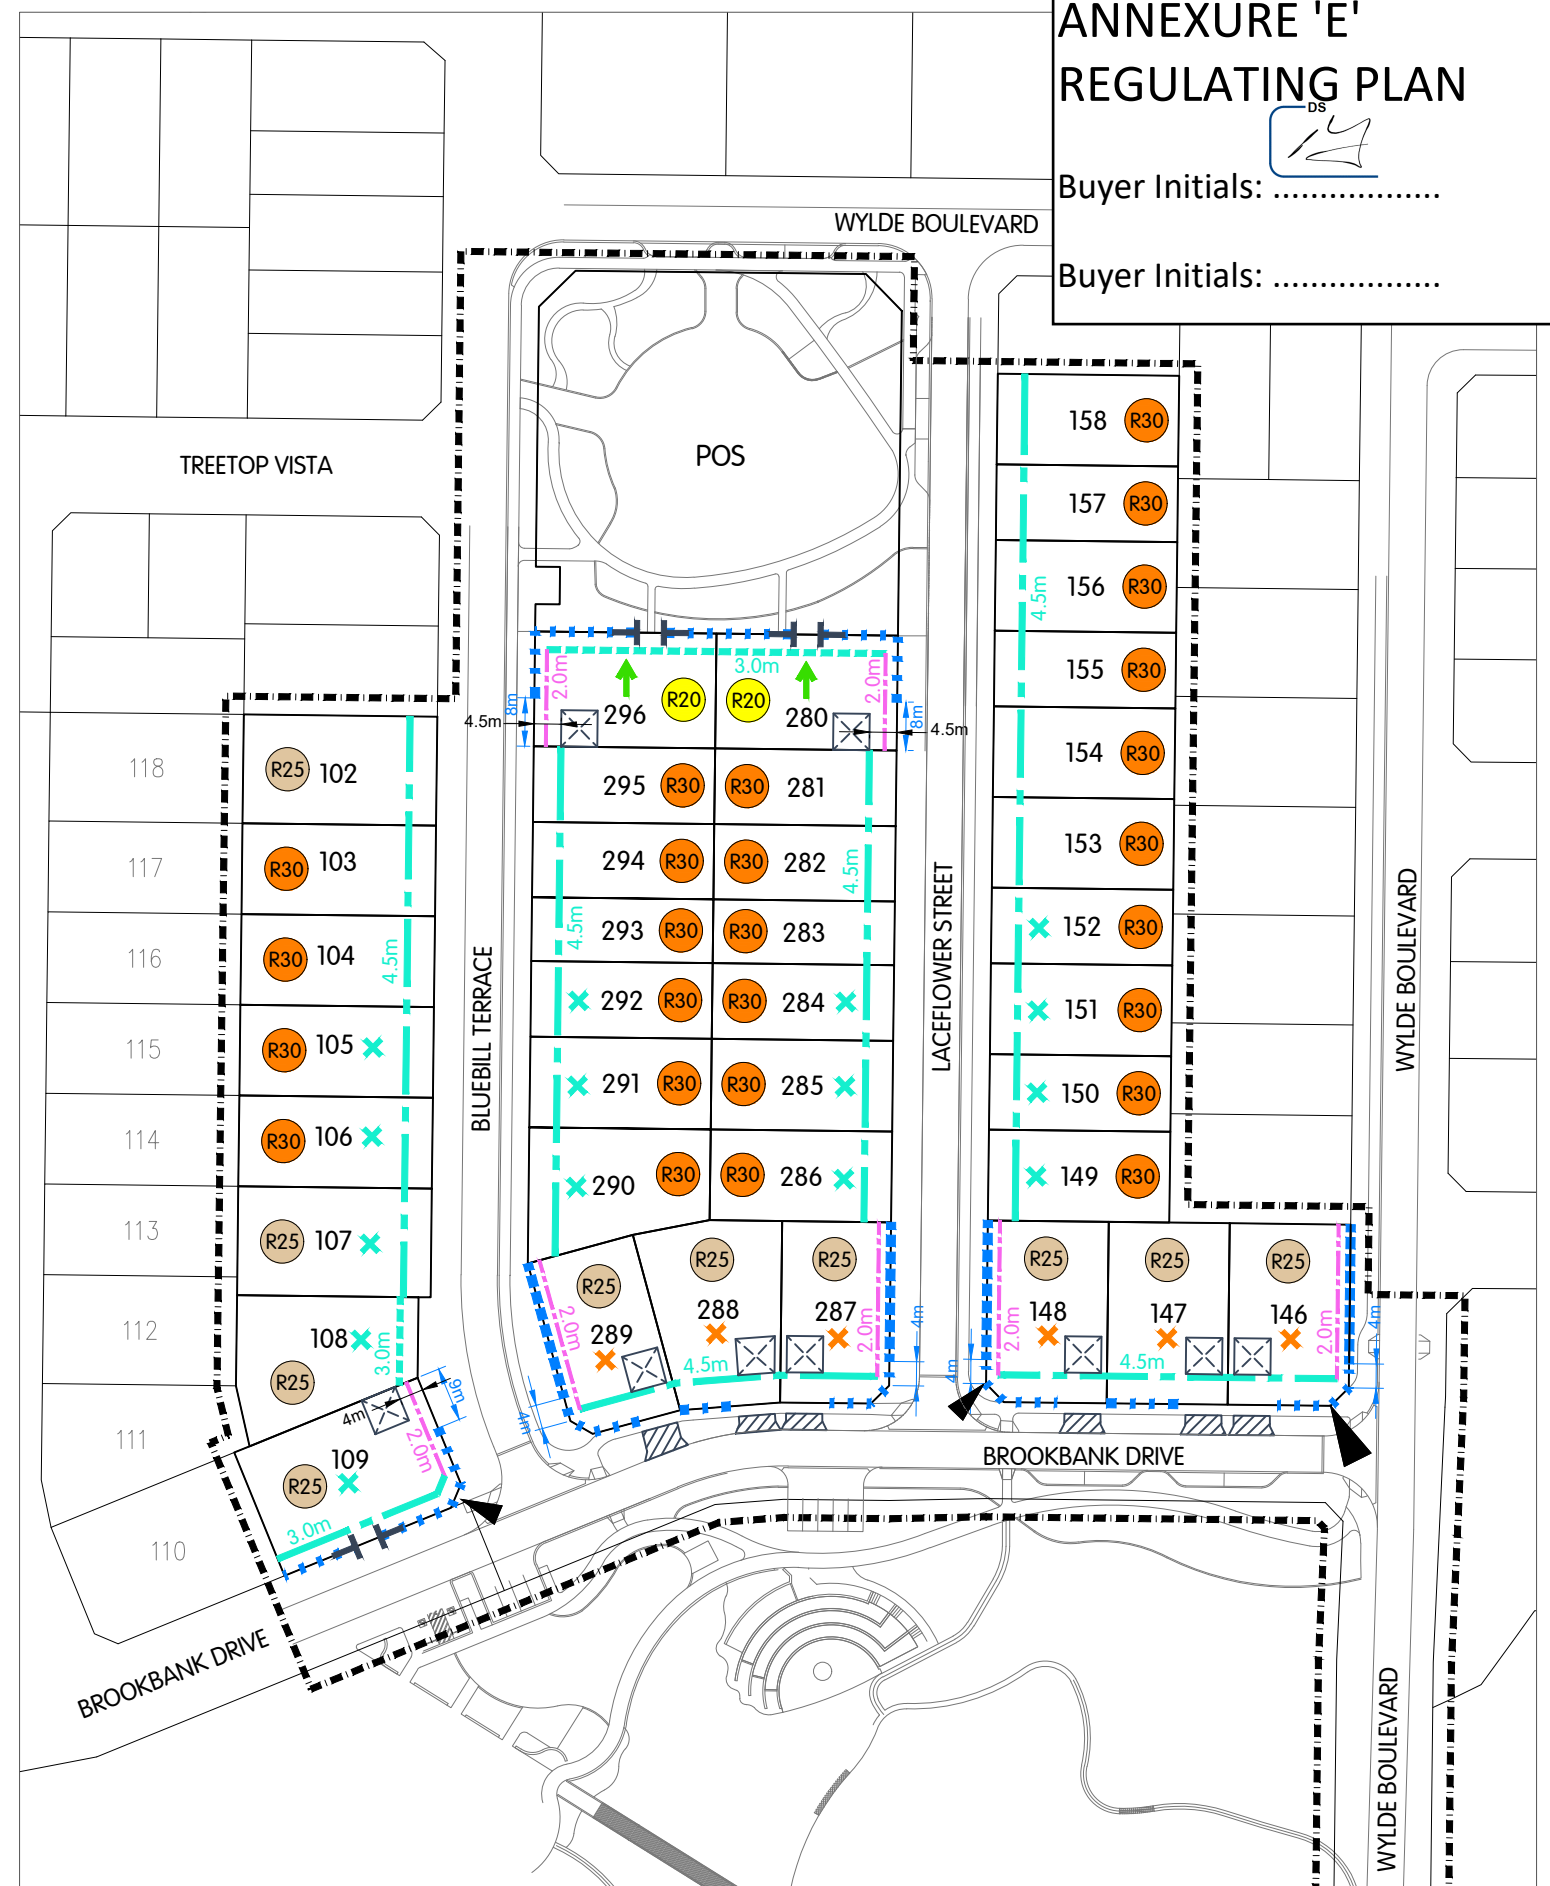 ANNEXURE 'E'
REGULATING PLAN
DS
Buyer Initials: ..................
Buyer Initials: ..................
WYLDE BOULEVARD
TREETOP VISTA
POS
158 R30
157 R30
156 R30
4.5m
155 R30
154 R30
153 R30
152 R30
151 R30
150 R30
149 R30
3.0m
2.0m
2.0m
296 R20
R20 280
8m
8m
4.5m
4.5m
295 R30
R30 281
294 R30
R30 282
4.5m
4.5m
293 R30
R30 283
292 R30
R30 284
291 R30
R30 285
290 R30
R30 286
118
117
116
115
114
113
112
111
110
R25 102
R30 103
R30 104
4.5m
R30 105
R30 106
R25 107
108
R25
3.0m
4m
9m
2.0m
109
R25
3.0m
BLUEBILL TERRACE
LACEFLOWER STREET
WYLDE BOULEVARD
R25
289
2.0m
4m
R25
288
4.5m
R25
287
2.0m
4m
4m
R25
148
2.0m
R25
147
4.5m
R25
146
2.0m
4m
BROOKBANK DRIVE
BROOKBANK DRIVE
WYLDE BOULEVARD